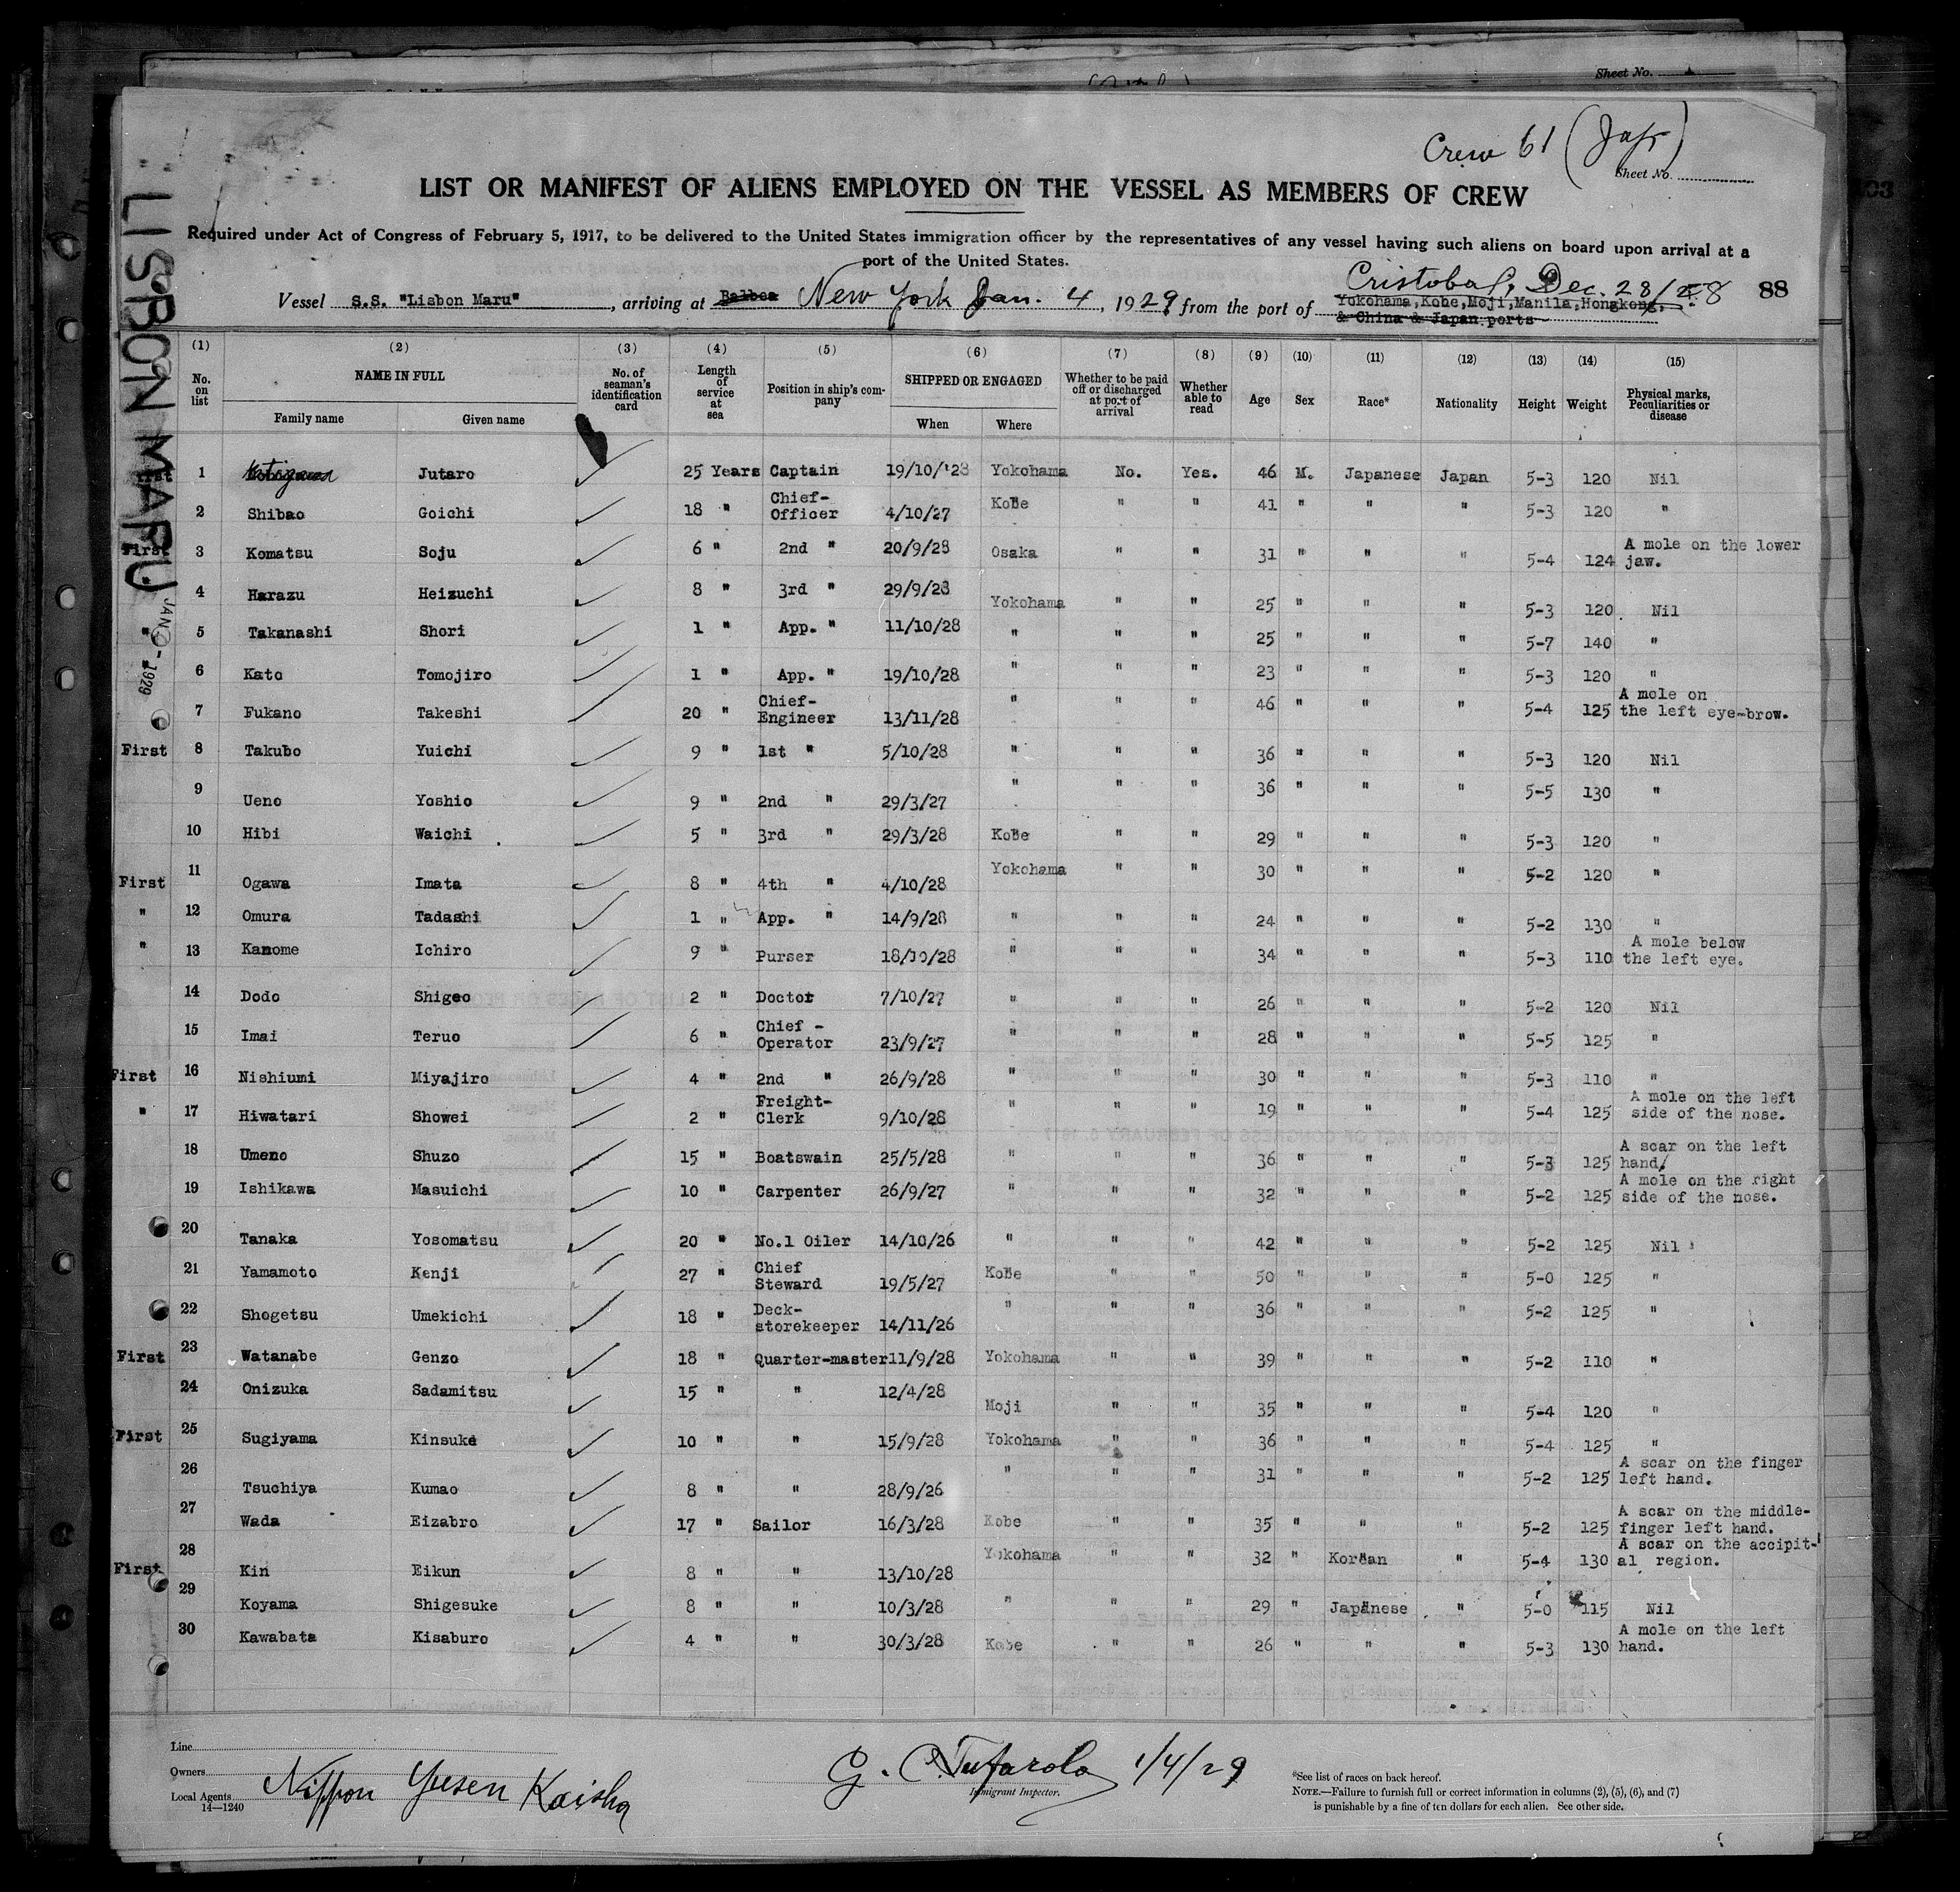 Sheet No.
Crew 61 (Jap)
Sheet No.
LIST OR MANIFEST OF ALIENS EMPLOYED ON THE VESSEL AS MEMBERS OF CREW
Required under Act of Congress of February 5, 1917, to be delivered to the United States immigration officer by the representatives of any vessel having such aliens on board upon arrival at a
port of the United States.
Cristobal, Dec. 28/28
Vessel S.S. "Lisbon Maru", arriving at Balboa New York Jan. 4, 1929 from the port of Yokohama,Kobe,Moji,Manila,Hongkong, 88
& China & Japan ports
LISBON MARU
JAN - 1929
(1) (2) (3) (4) (5) (6) (7) (8) (9) (10) (11) (12) (13) (14) (15)
No. on list NAME IN FULL Family name Given name No. of seaman's identification card Length of service at sea Position in ship's company SHIPPED OR ENGAGED When Where Whether to be paid off or discharged at port of arrival Whether able to read Age Sex Race* Nationality Height Weight Physical marks, Peculiarities or disease
First 1 Jutaro 25 Years Captain 19/10/'28 Yokohama No. Yes. 46 M. Japanese Japan 5-3 120 Nil
2 Shibao Goichi 18 " Chief-Officer 4/10/27 Kobe " " 41 " " " 5-3 120 "
First 3 Komatsu Soju 6 " 2nd " 20/9/28 Osaka " " 31 " " " 5-4 124 A mole on the lower jaw.
4 Harazu Heizuchi 8 " 3rd " 29/9/28 Yokohama " " 25 " " " 5-3 120 Nil
" 5 Takanashi Shori 1 " App. " 11/10/28 " " " 25 " " " 5-7 140 "
" 6 Kato Tomojiro 1 " App. " 19/10/28 " " " 23 " " " 5-3 120 "
7 Fukano Takeshi 20 " Chief-Engineer 13/11/28 " " " 46 " " " 5-4 125 A mole on the left eye-brow.
First 8 Takubo Yuichi 9 " 1st " 5/10/28 " " " 36 " " " 5-3 120 Nil
9 Ueno Yoshio 9 " 2nd " 29/3/27 " " " 36 " " " 5-5 130 "
10 Hibi Waichi 5 " 3rd " 29/3/28 Kobe " " 29 " " " 5-3 120 "
First 11 Ogawa Imata 8 " 4th " 4/10/28 Yokohama " " 30 " " " 5-2 120 "
" 12 Omura Tadashi 1 " App. " 14/9/28 " " " 24 " " " 5-2 130 "
" 13 Kanome Ichiro 9 " Purser 18/10/28 " " " 34 " " " 5-3 110 A mole below the left eye.
14 Dodo Shigeo 2 " Doctor 7/10/27 " " " 26 " " " 5-2 120 Nil
15 Imai Teruo 6 " Chief - Operator 23/9/27 " " " 28 " " " 5-5 125 "
First 16 Nishiumi Miyajiro 4 " 2nd " 26/9/28 " " " 30 " " " 5-3 110 "
" 17 Hiwatari Showei 2 " Freight-Clerk 9/10/28 " " " 19 " " " 5-4 125 A mole on the left side of the nose.
18 Umeno Shuzo 15 " Boatswain 25/5/28 " " " 36 " " " 5-3 125 A scar on the left hand.
19 Ishikawa Masuichi 10 " Carpenter 26/9/27 " " " 32 " " " 5-2 125 A mole on the right side of the nose.
20 Tanaka Yosomatsu 20 " No.1 Oiler 14/10/26 " " " 42 " " " 5-2 125 Nil
21 Yamamoto Kenji 27 " Chief Steward 19/5/27 Kobe " " 50 " " " 5-0 125 "
22 Shogetsu Umekichi 18 " Deck-storekeeper 14/11/26 " " " 36 " " " 5-2 125 "
First 23 Watanabe Genzo 18 " Quarter-master 11/9/28 Yokohama " " 39 " " " 5-2 110 "
24 Onizuka Sadamitsu 15 " " 12/4/28 Moji " " 35 " " " 5-4 120 "
First 25 Sugiyama Kinsuke 10 " " 15/9/28 Yokohama " " 36 " " " 5-4 125 "
26 Tsuchiya Kumao 8 " " 28/9/26 " " " 31 " " " 5-2 125 A scar on the finger left hand.
27 Wada Eizabro 17 " Sailor 16/3/28 Kobe " " 35 " " " 5-2 125 A scar on the middle-finger left hand.
First 28 Kin Eikun 8 " " 13/10/28 Yokohama " " 32 " Korean " 5-4 130 A scar on the accipit-al region.
29 Koyama Shigesuke 8 " " 10/3/28 " " " 29 " Japanese " 5-0 115 Nil
30 Kawabata Kisaburo 4 " " 30/3/28 Kobe " " 26 " " " 5-3 130 A mole on the left hand.
Line
Owners
Local Agents Nippon Yusen Kaisha
14—1240
G. C. Tufarolo 1/4/29
Immigrant Inspector.
*See list of races on back hereof.
NOTE.—Failure to furnish full or correct information in columns (2), (5), (6), and (7)
is punishable by a fine of ten dollars for each alien. See other side.